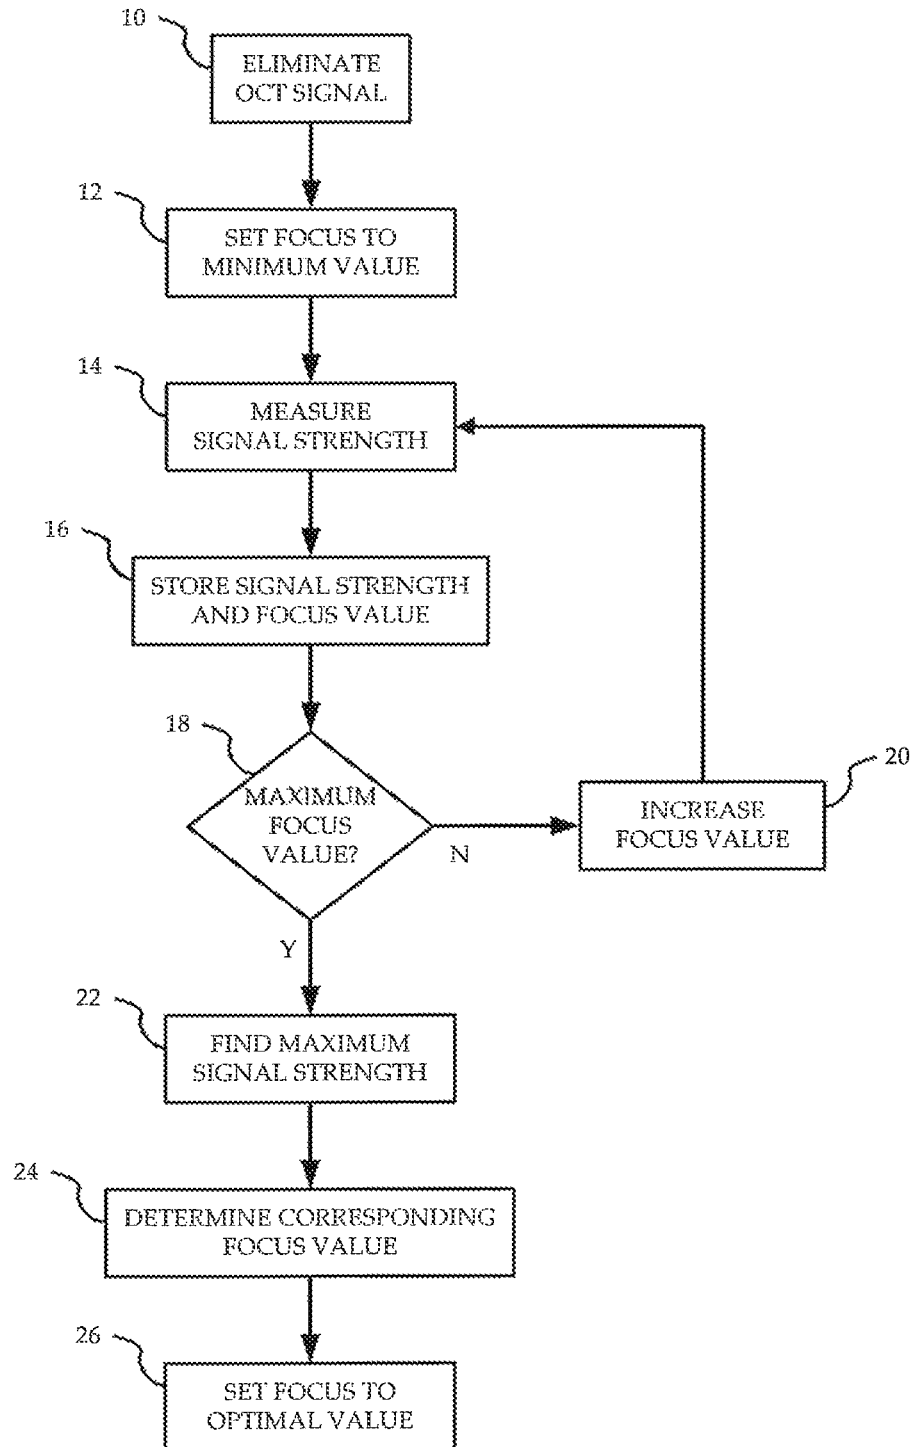 10
ELIMINATE
OCT SIGNAL
12
SET FOCUS TO
MINIMUM VALUE
14
MEASURE
SIGNAL STRENGTH
16
STORE SIGNAL STRENGTH
AND FOCUS VALUE
18
MAXIMUM
FOCUS
VALUE?
N
20
INCREASE
FOCUS VALUE
Y
22
FIND MAXIMUM
SIGNAL STRENGTH
24
DETERMINE CORRESPONDING
FOCUS VALUE
26
SET FOCUS TO
OPTIMAL VALUE